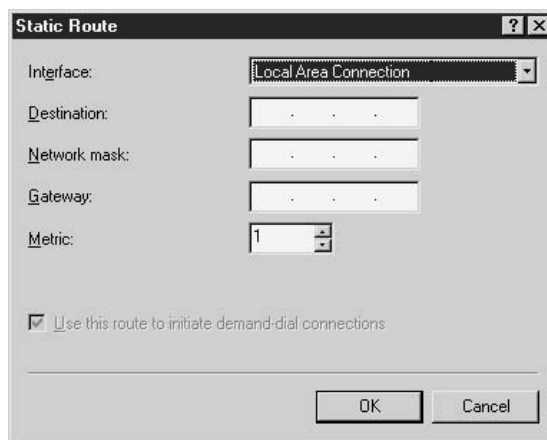 Static Route
Interface: Local Area Connection
Destination: . . .
Network mask: . . .
Gateway: . . .
Metric: 1
Use this route to initiate demand-dial connections
OK Cancel